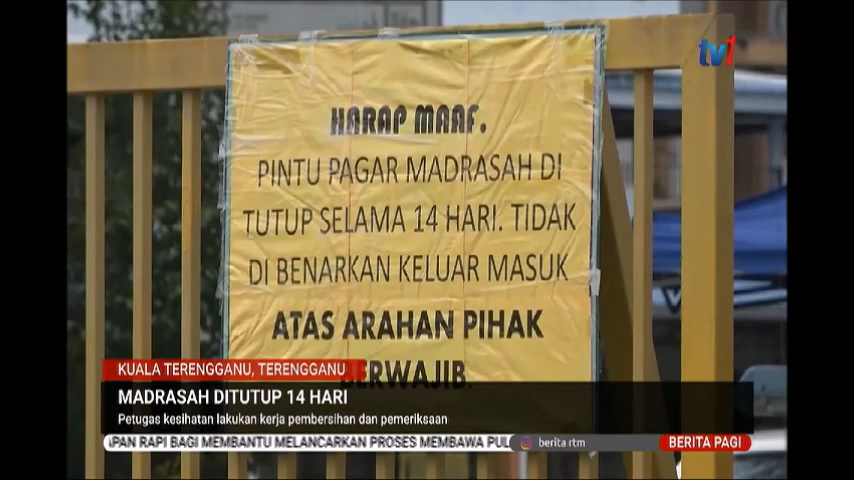 tv1
HARAP MAAF.
PINTU PAGAR MADRASAH DI
TUTUP SELAMA 14 HARI. TIDAK
DI BENARKAN KELUAR MASUK
ATAS ARAHAN PIHAK
BERWAJIB.
KUALA TERENGGANU, TERENGGANU
MADRASAH DITUTUP 14 HARI
Petugas kesihatan lakukan kerja pembersihan dan pemeriksaan
APAN RAPI BAGI MEMBANTU MELANCARKAN PROSES MEMBAWA PUL berita rtm BERITA PAGI